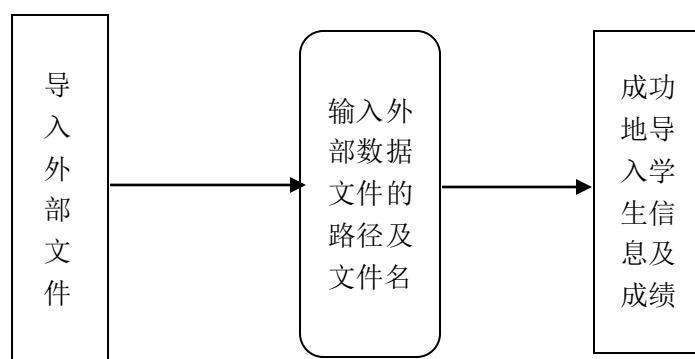 导
入
外
部
文
件
输入外
部数据
文件的
路径及
文件名
成功
地导
入学
生信
息及
成绩